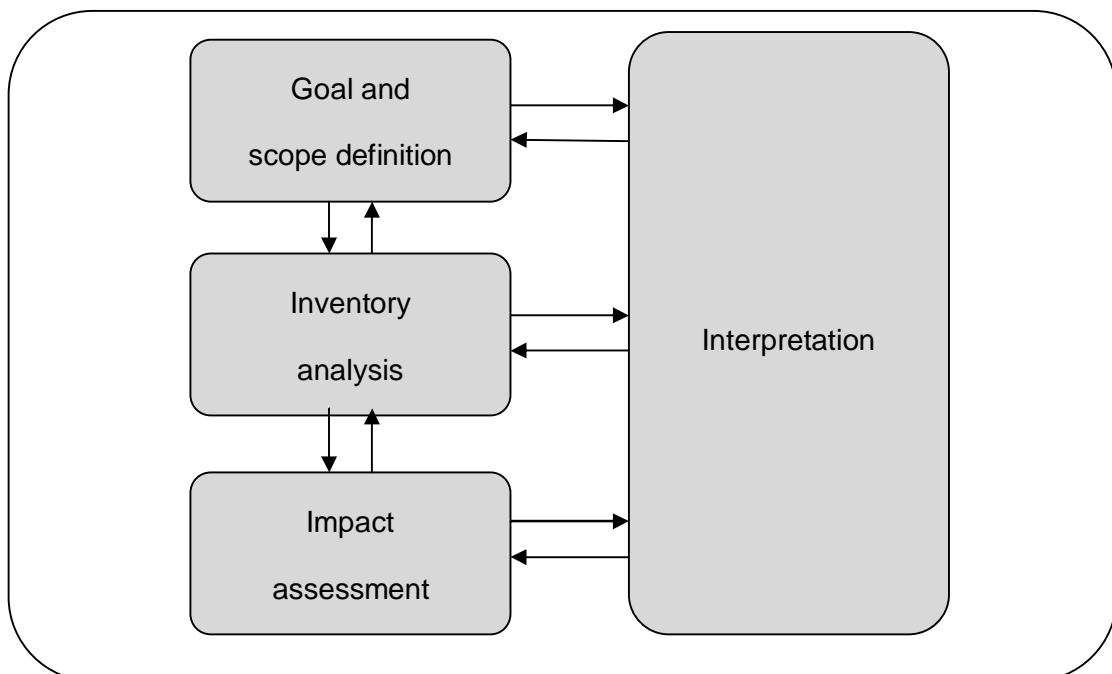 Goal and
scope definition
Inventory
analysis
Interpretation
Impact
assessment